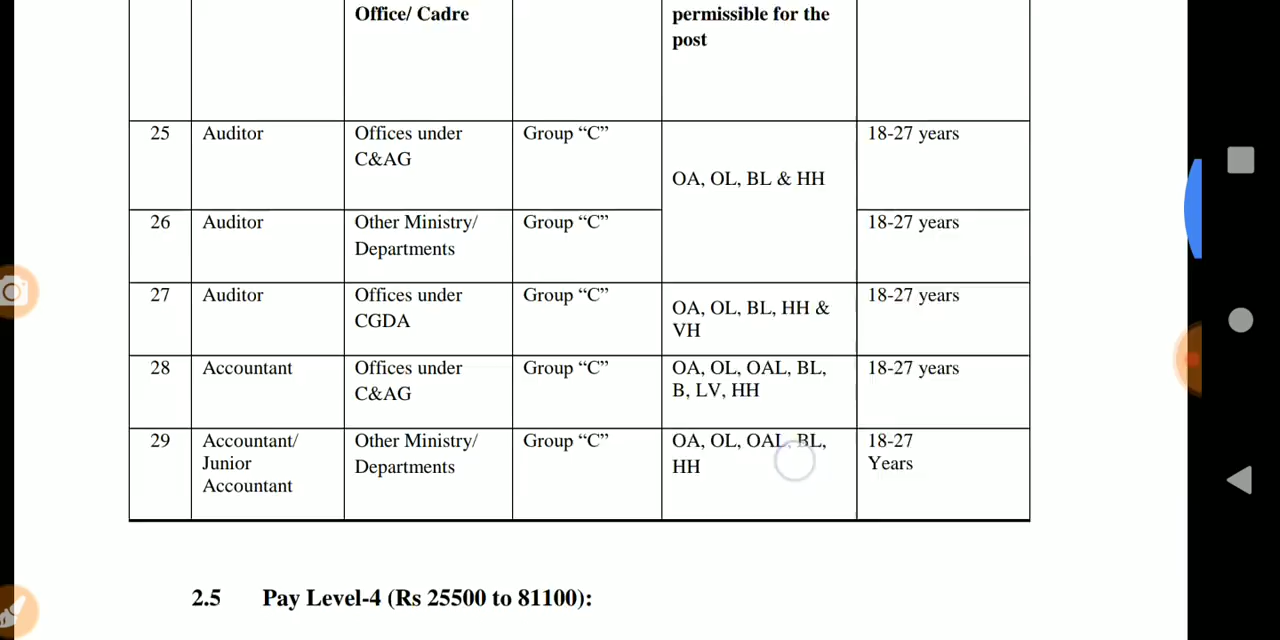 Office/ Cadre
permissible for the
post
25 Auditor Offices under C&AG Group “C” OA, OL, BL & HH 18-27 years
26 Auditor Other Ministry/ Departments Group “C” 18-27 years
27 Auditor Offices under CGDA Group “C” OA, OL, BL, HH & VH 18-27 years
28 Accountant Offices under C&AG Group “C” OA, OL, OAL, BL, B, LV, HH 18-27 years
29 Accountant/ Junior Accountant Other Ministry/ Departments Group “C” OA, OL, OAL, BL, HH 18-27 Years
2.5 Pay Level-4 (Rs 25500 to 81100):